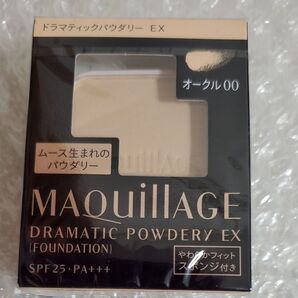 ドラマティックパウダリー EX
オークル00
ムース生まれの
パウダリー
MAQuillAGE
DRAMATIC POWDERY EX
[FOUNDATION]
やわらかフィット
スポンジ付き
SPF25・PA+++